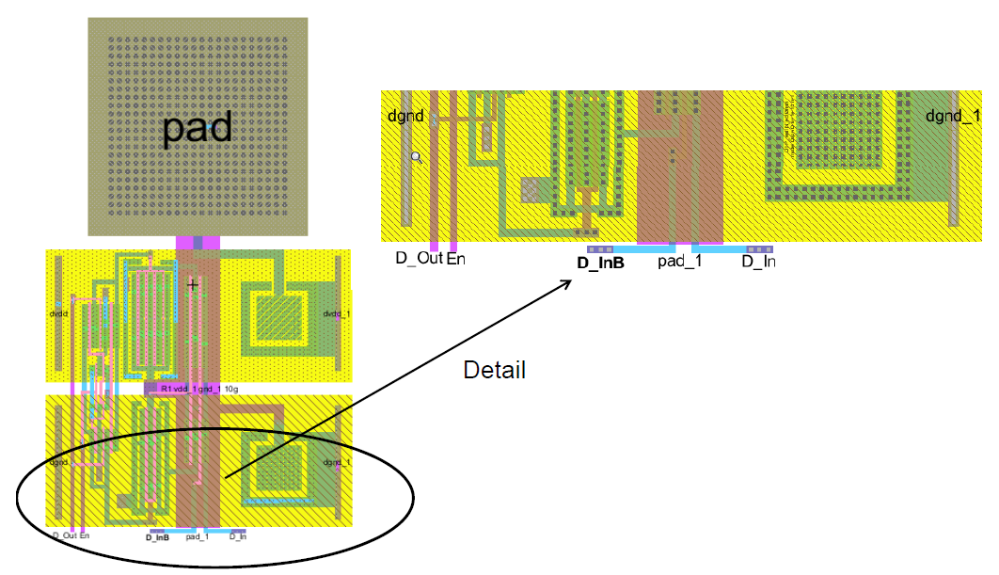 pad
dvdd
dvdd_1
R1 vdd_1 gnd_1 10g
dgnd
dgnd_1
D_Out En
D_InB
pad_1
D_In
dgnd
dgnd_1
D_Out En
D_InB
pad_1
D_In
Detail